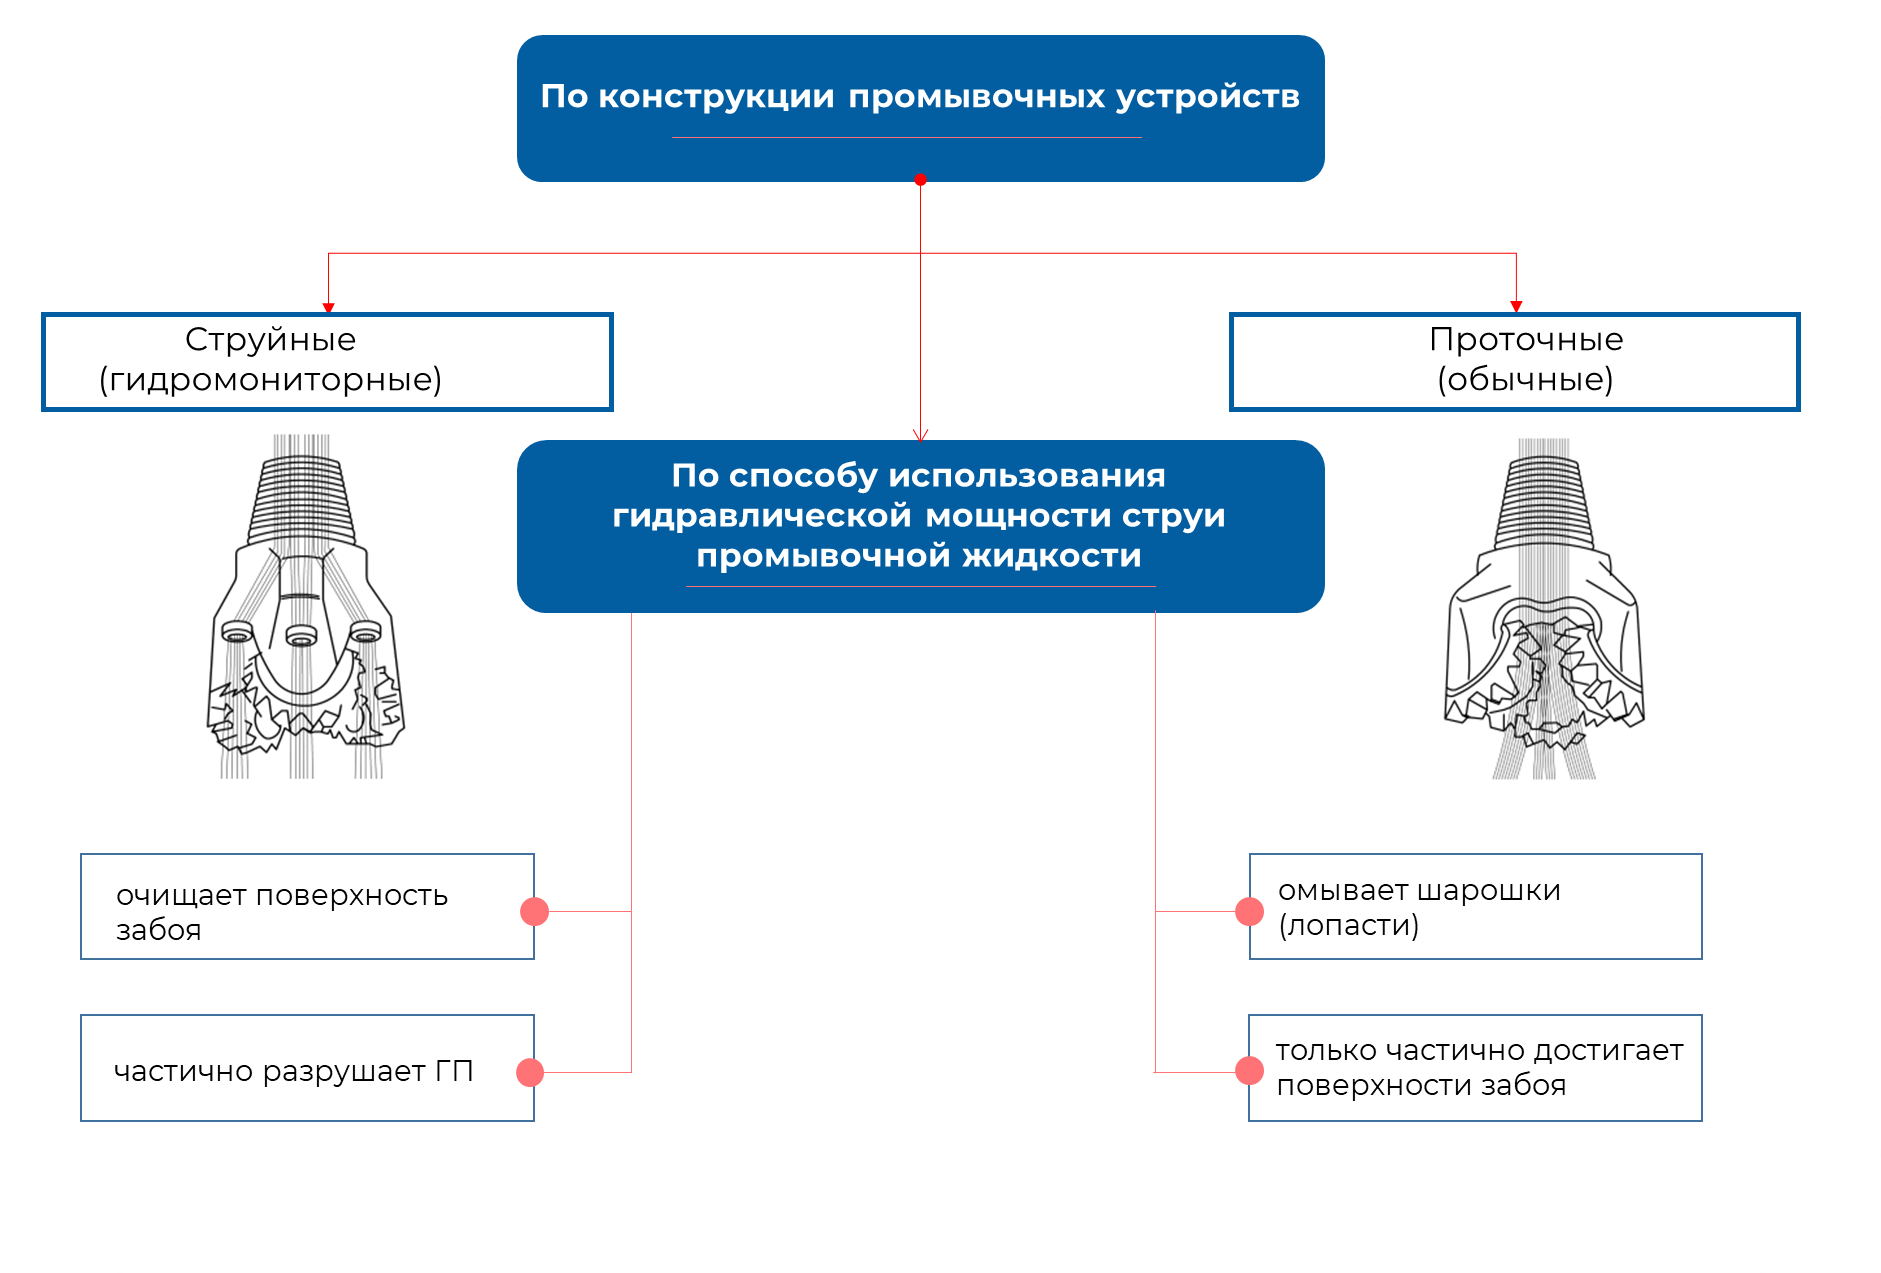 По конструкции промывочных устройств
Струйные
(гидромониторные)
Проточные
(обычные)
По способу использования
гидравлической мощности струи
промывочной жидкости
очищает поверхность
забоя
омывает шарошки
(лопасти)
частично разрушает ГП
только частично достигает
поверхности забоя